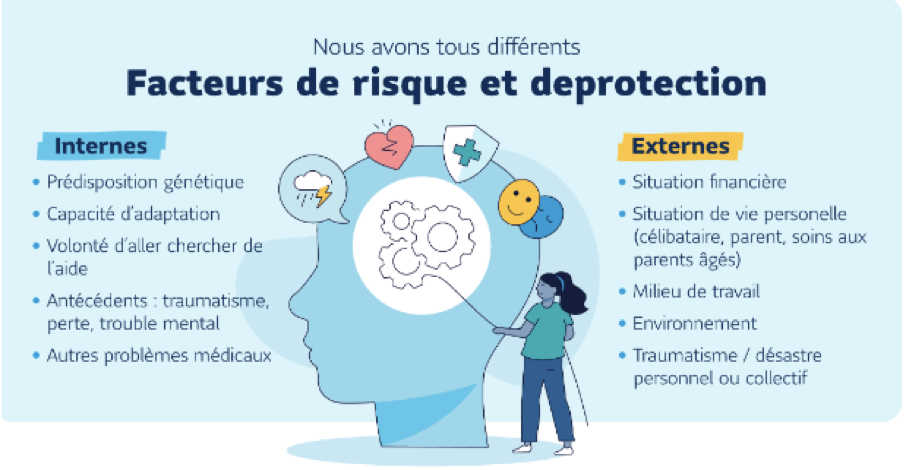 Nous avons tous différents
Facteurs de risque et deprotection
Internes
• Prédisposition génétique
• Capacité d'adaptation
• Volonté d'aller chercher de
l'aide
• Antécédents : traumatisme,
perte, trouble mental
• Autres problèmes médicaux
Externes
• Situation financière
• Situation de vie personelle
(célibataire, parent, soins aux
parents âgés)
• Milieu de travail
• Environnement
• Traumatisme / désastre
personnel ou collectif